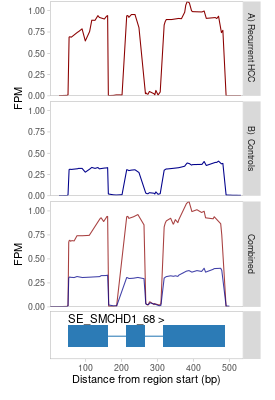 1.00
0.75
0.50
0.25
0.00
FPM
A) Recurrent HCC
1.00
0.75
0.50
0.25
0.00
B) Controls
1.00
0.75
0.50
0.25
0.00
FPM
Combined
SE_SMCHD1_68 >
100 200 300 400 500
Distance from region start (bp)